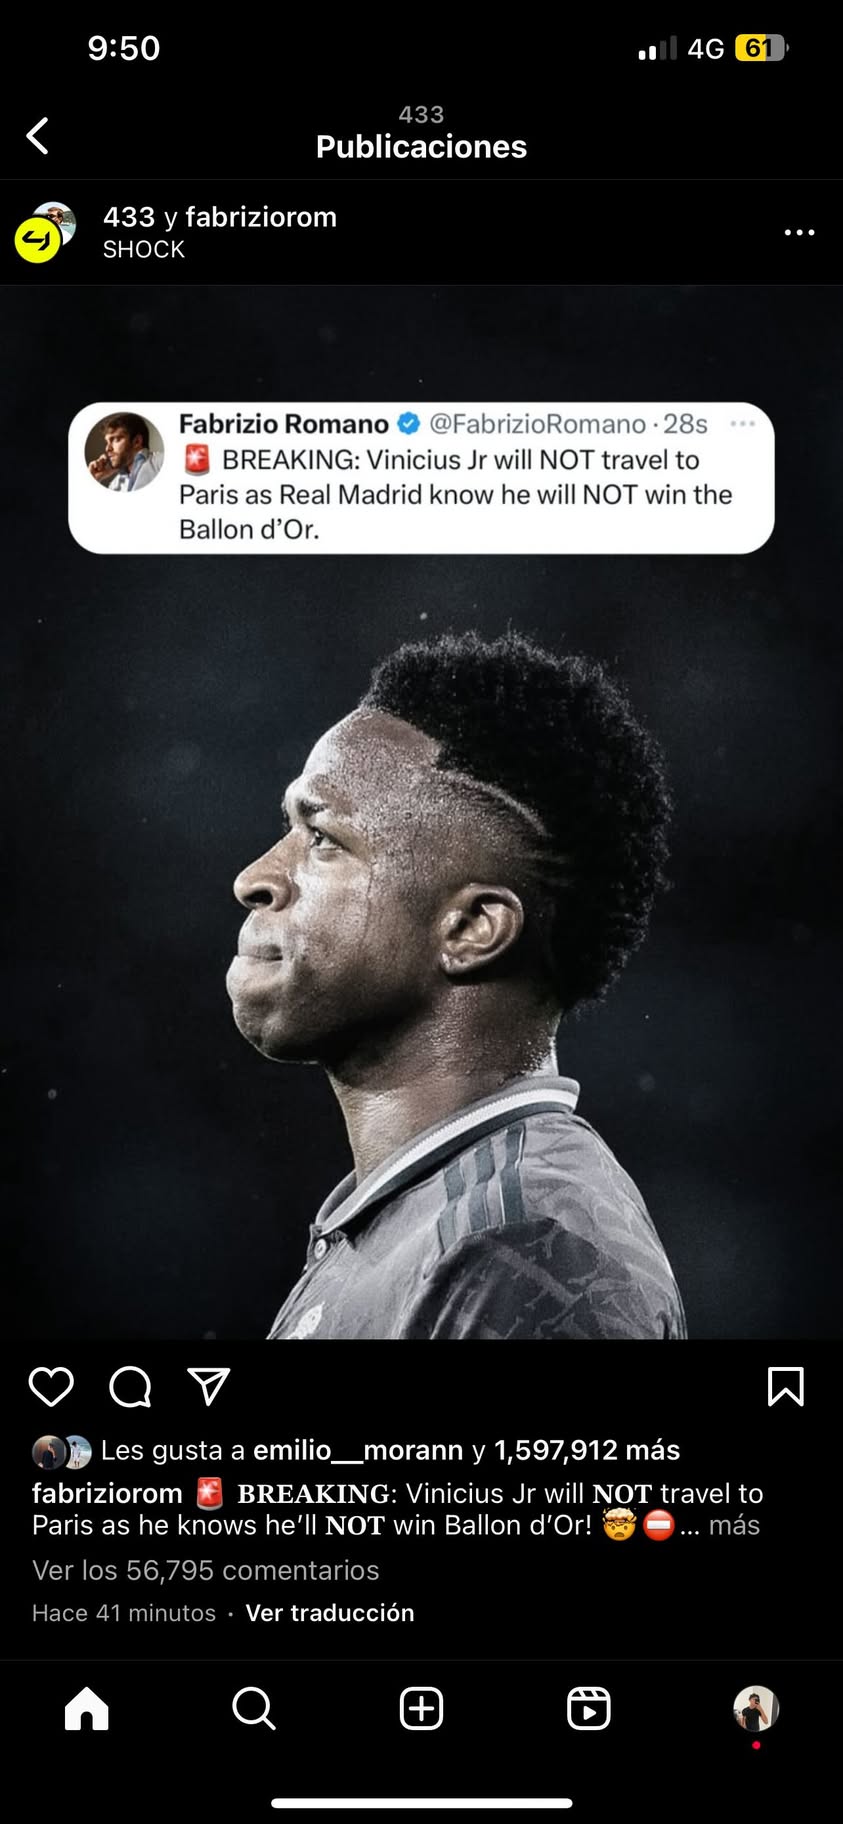 9:50
4G 61
433
Publicaciones
433 y fabriziorom
SHOCK
Fabrizio Romano @FabrizioRomano · 28s
🚨 BREAKING: Vinicius Jr will NOT travel to
Paris as Real Madrid know he will NOT win the
Ballon d’Or.
Les gusta a emilio__morann y 1,597,912 más
fabriziorom 🚨 BREAKING: Vinicius Jr will NOT travel to
Paris as he knows he’ll NOT win Ballon d’Or! 🤯⛔️... más
Ver los 56,795 comentarios
Hace 41 minutos · Ver traducción